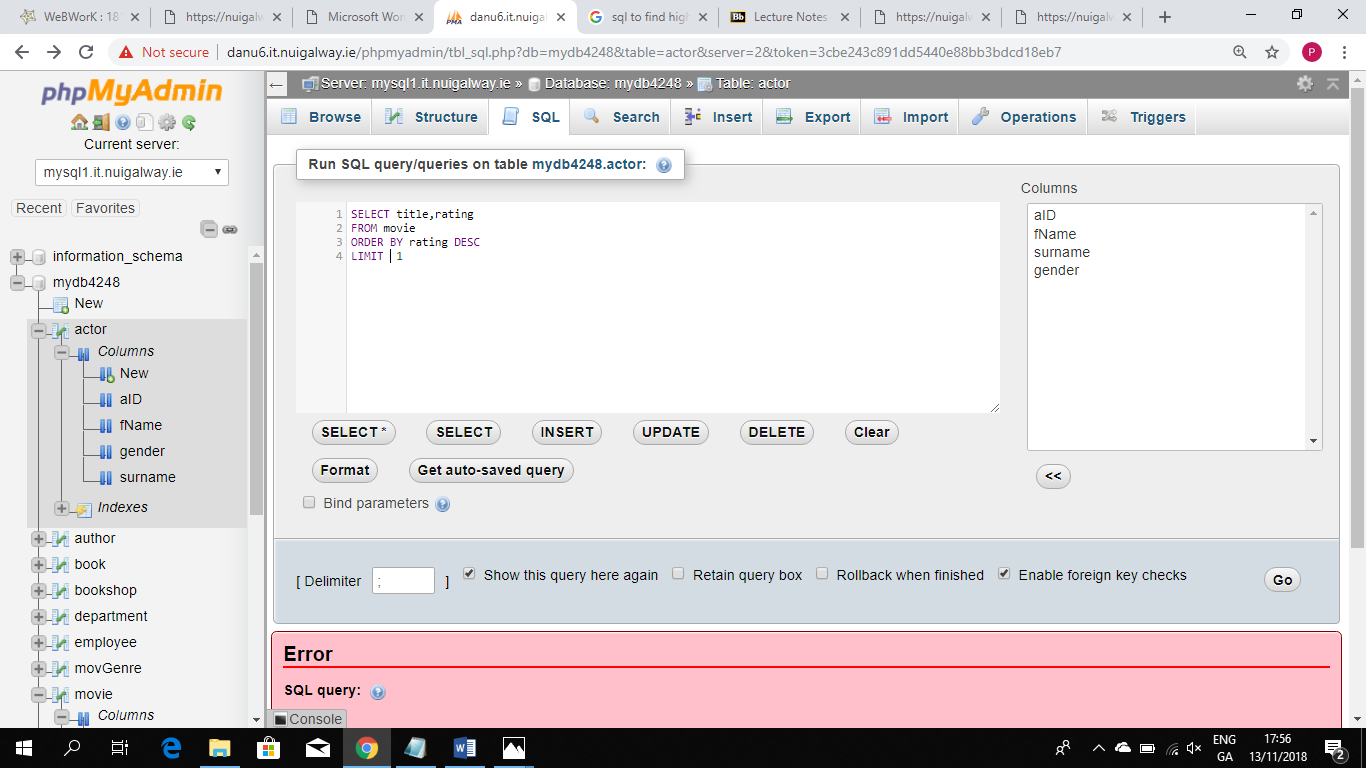 WeBWorK : 18
https://nuigalw
Microsoft Wor
danu6.it.nuiga
sql to find high
Lecture Notes
https://nuigalw
https://nuigalw
Not secure
danu6.it.nuigalway.ie/phpmyadmin/tbl_sql.php?db=mydb4248&table=actor&server=2&token=3cbe243c891dd5440e88bb3bdcd18eb7
P
phpMyAdmin
Current server:
mysql1.it.nuigalway.ie
Recent Favorites
information_schema
mydb4248
New
actor
Columns
New
aID
fName
gender
surname
Indexes
author
book
bookshop
department
employee
movGenre
movie
Columns
Server: mysql1.it.nuigalway.ie » Database: mydb4248 » Table: actor
Browse Structure SQL Search Insert Export Import Operations Triggers
Run SQL query/queries on table mydb4248.actor:
1 SELECT title,rating
2 FROM movie
3 ORDER BY rating DESC
4 LIMIT 1
Columns
aID
fName
surname
gender
<<
SELECT * SELECT INSERT UPDATE DELETE Clear
Format Get auto-saved query
Bind parameters
[ Delimiter ; ] Show this query here again Retain query box Rollback when finished Enable foreign key checks Go
Error
SQL query:
Console
ENG
GA
17:56
13/11/2018
2